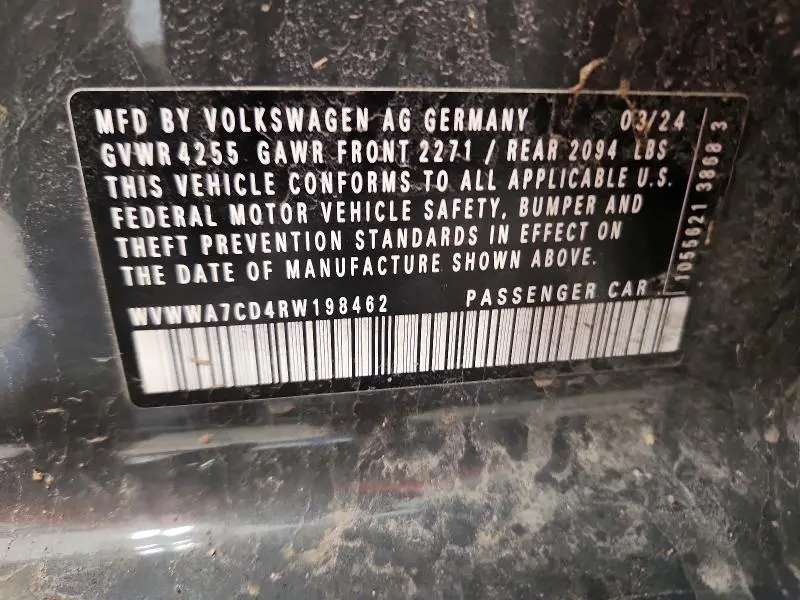 MFD BY VOLKSWAGEN AG GERMANY 03/24
GVWR 4255 GAWR FRONT 2271 / REAR 2094 LBS
THIS VEHICLE CONFORMS TO ALL APPLICABLE U.S.
FEDERAL MOTOR VEHICLE SAFETY, BUMPER AND
THEFT PREVENTION STANDARDS IN EFFECT ON
THE DATE OF MANUFACTURE SHOWN ABOVE.
WVWWA7CD4RW198462 PASSENGER CAR
1055621 3868 3